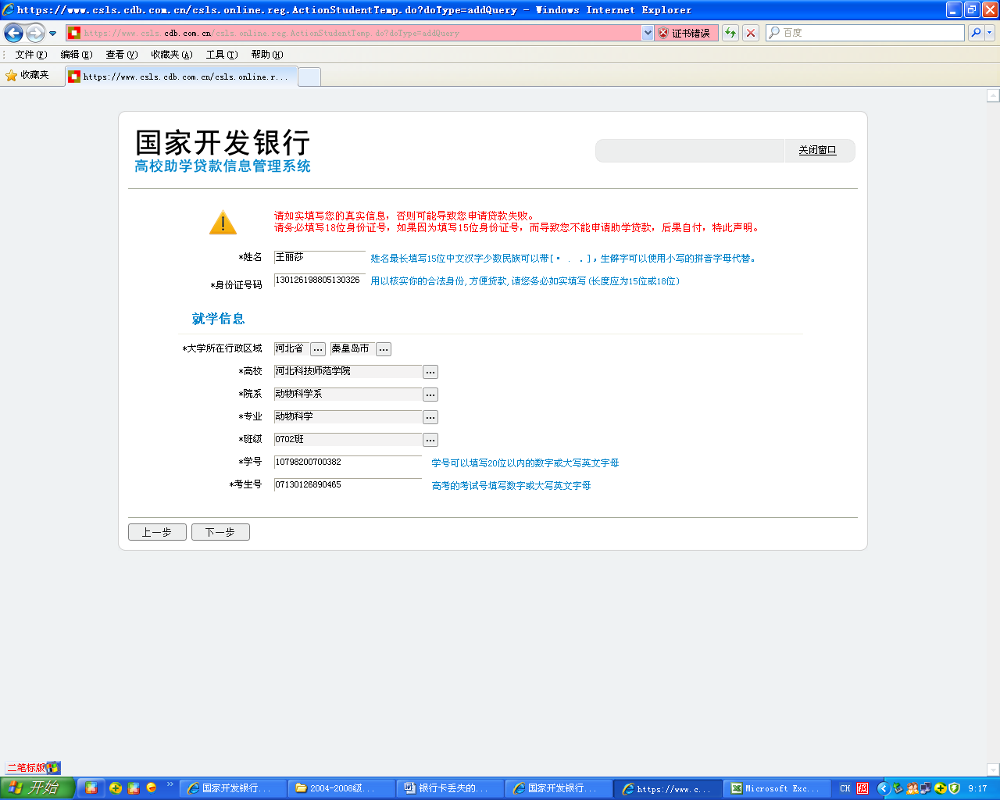 https://www.csls.cdb.com.cn/csls.online.reg.ActionStudentTemp.do?doType=addQuery - Windows Internet Explorer
https://www.csls.cdb.com.cn/csls.online.reg.ActionStudentTemp.do?doType=addQuery 证书错误 百度
文件(F) 编辑(E) 查看(V) 收藏夹(A) 工具(T) 帮助(H)
收藏夹 https://www.csls.cdb.com.cn/csls.online.r...
国家开发银行
高校助学贷款信息管理系统
关闭窗口
请如实填写您的真实信息，否则可能导致您申请贷款失败。
请务必填写18位身份证号，如果因为填写15位身份证号，而导致您不能申请助学贷款，后果自付，特此声明。
*姓名 王丽莎 姓名最长填写15位中文汉字少数民族可以带[· . .]，生僻字可以使用小写的拼音字母代替。
*身份证号码 130126198805130326 用以核实你的合法身份,方便贷款,请您务必如实填写(长度应为15位或18位)
就学信息
*大学所在行政区域 河北省 ... 秦皇岛市 ...
*高校 河北科技师范学院 ...
*院系 动物科学系 ...
*专业 动物科学 ...
*班级 0702班 ...
*学号 10798200700382 学号可以填写20位以内的数字或大写英文字母
*考生号 07130126890465 高考的考试号填写数字或大写英文字母
上一步 下一步
二笔标版
开始 国家开发银行... 2004-2008级... 银行卡丢失的... 国家开发银行... https://www.c... Microsoft Exc... CH 9:17